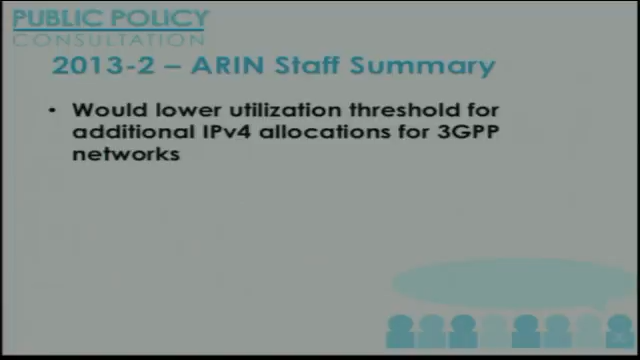 PUBLIC POLICY
CONSULTATION
2013-2 – ARIN Staff Summary
• Would lower utilization threshold for
additional IPv4 allocations for 3GPP
networks